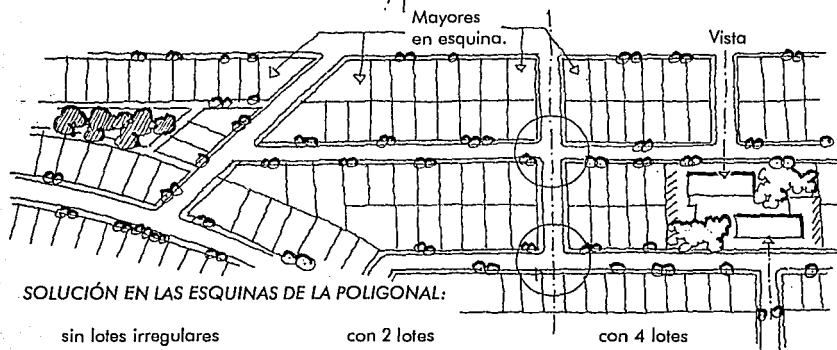 Mayores
en esquina.
Vista
SOLUCIÓN EN LAS ESQUINAS DE LA POLIGONAL:
sin lotes irregulares
con 2 lotes
con 4 lotes